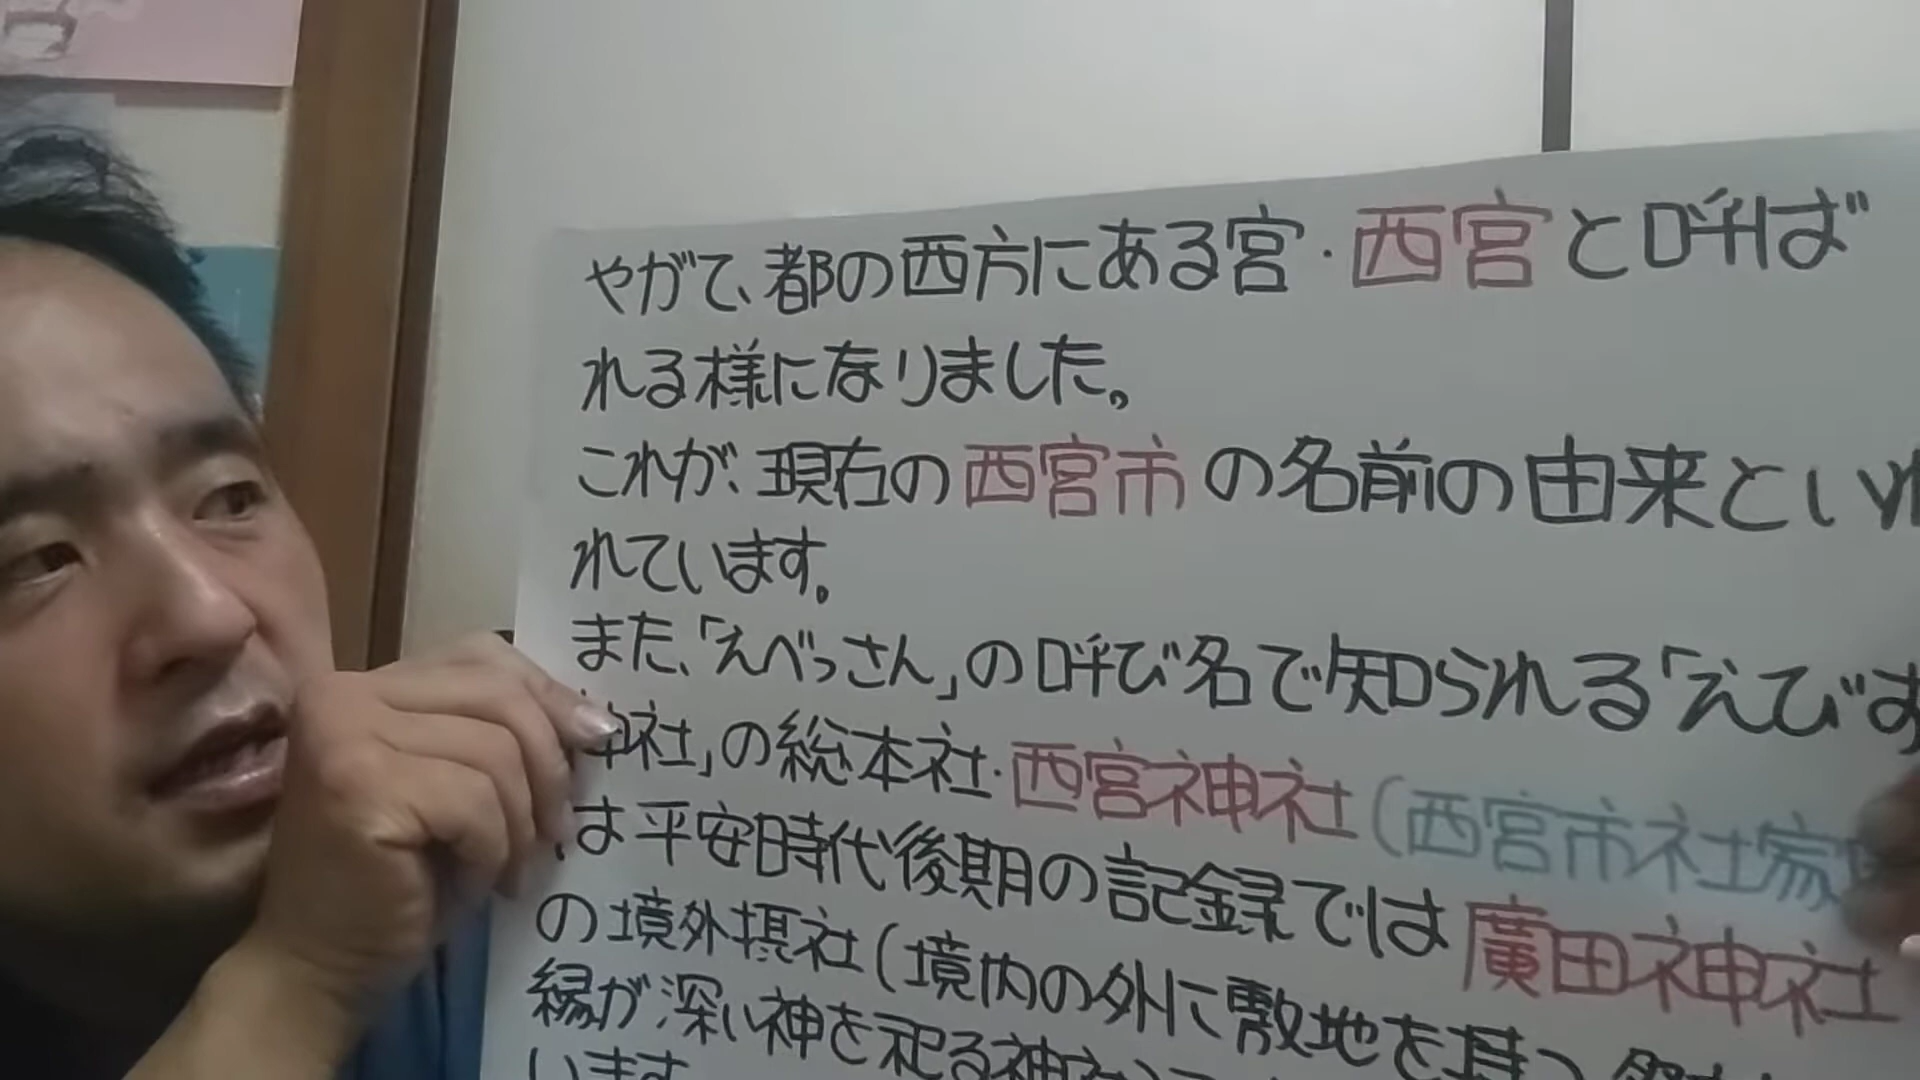 やがて、都の西方にある宮・西宮と呼ば
れる様になりました。
これが、現在の西宮市の名前の由来といわ
れています。
また、「えべっさん」の呼び名で知られる「えびす
神社」の総本社・西宮神社(西宮市社家
は平安時代後期の記録では廣田神社
の境外摂社(境内の外に敷地を持つ
縁が深い神を祀る神社)
います